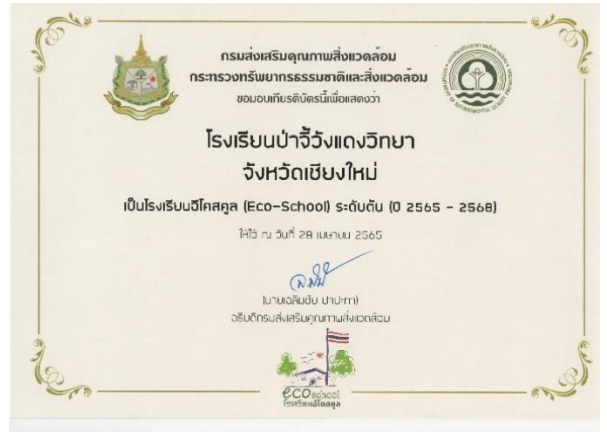 กรมส่งเสริมคุณภาพสิ่งแวดล้อม
กระทรวงทรัพยากรธรรมชาติและสิ่งแวดล้อม
ขอมอบเกียรติบัตรนี้เพื่อแสดงว่า
โรงเรียนป่าจี้วังแดงวิทยา
จังหวัดเชียงใหม่
เป็นโรงเรียนอีโคสคูล (Eco-School) ระดับต้น (ปี 2565 - 2568)
ให้ไว้ ณ วันที่ 28 เมษายน 2565
(นายเฉลิมชัย ปาปะทา)
อธิบดีกรมส่งเสริมคุณภาพสิ่งแวดล้อม
eco school
โรงเรียนอีโคสคูล